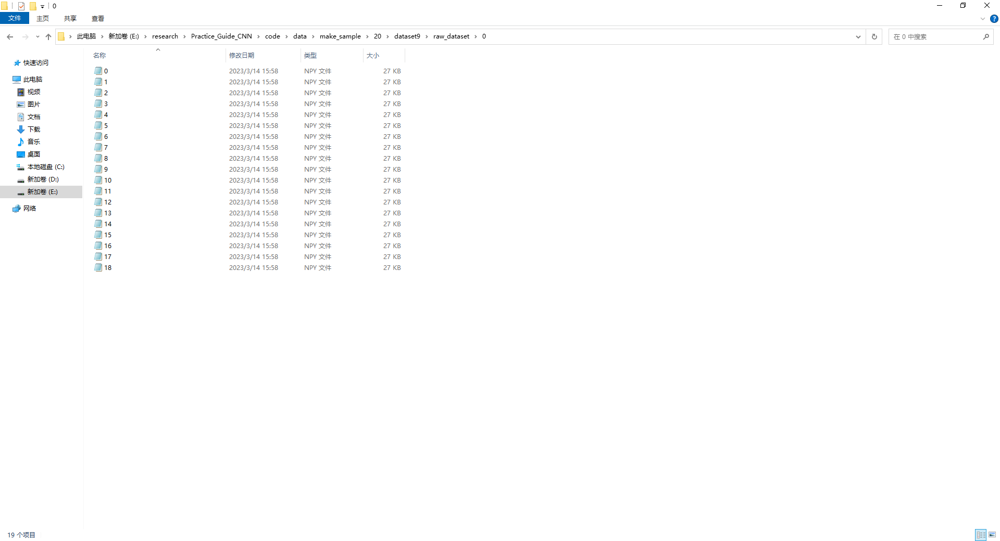 0
文件 主页 共享 查看
此电脑 新加卷 (E:) research Practice_Guide_CNN code data make_sample 20 dataset9 raw_dataset 0 在 0 中搜索
名称 修改日期 类型 大小
快速访问
此电脑
视频
图片
文档
下载
音乐
桌面
本地磁盘 (C:)
新加卷 (D:)
新加卷 (E:)
网络
0 2023/3/14 15:58 NPY 文件 27 KB
1 2023/3/14 15:58 NPY 文件 27 KB
2 2023/3/14 15:58 NPY 文件 27 KB
3 2023/3/14 15:58 NPY 文件 27 KB
4 2023/3/14 15:58 NPY 文件 27 KB
5 2023/3/14 15:58 NPY 文件 27 KB
6 2023/3/14 15:58 NPY 文件 27 KB
7 2023/3/14 15:58 NPY 文件 27 KB
8 2023/3/14 15:58 NPY 文件 27 KB
9 2023/3/14 15:58 NPY 文件 27 KB
10 2023/3/14 15:58 NPY 文件 27 KB
11 2023/3/14 15:58 NPY 文件 27 KB
12 2023/3/14 15:58 NPY 文件 27 KB
13 2023/3/14 15:58 NPY 文件 27 KB
14 2023/3/14 15:58 NPY 文件 27 KB
15 2023/3/14 15:58 NPY 文件 27 KB
16 2023/3/14 15:58 NPY 文件 27 KB
17 2023/3/14 15:58 NPY 文件 27 KB
18 2023/3/14 15:58 NPY 文件 27 KB
19 个项目